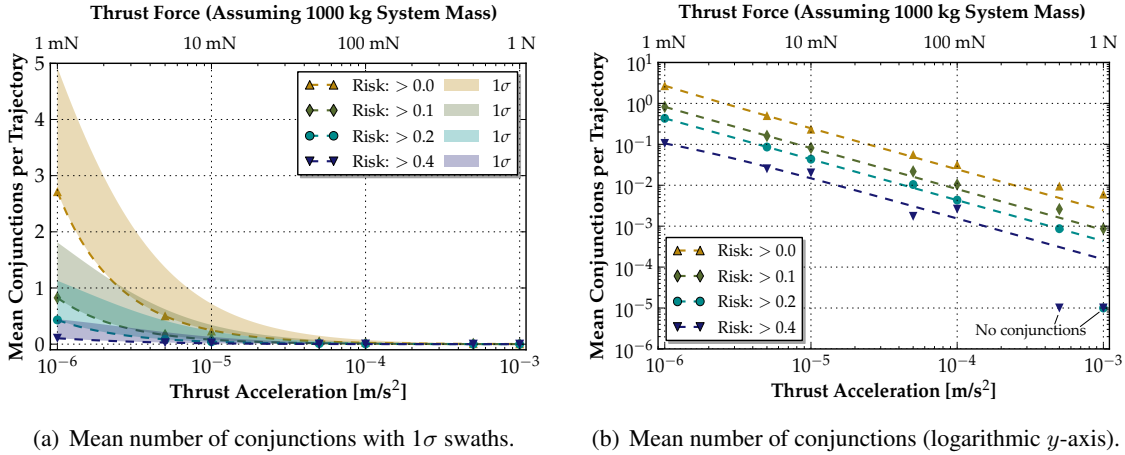 Thrust Force (Assuming 1000 kg System Mass)
1 mN 10 mN 100 mN 1 N
5
4
3
2
1
0
Mean Conjunctions per Trajectory
Risk: > 0.0 1σ
Risk: > 0.1 1σ
Risk: > 0.2 1σ
Risk: > 0.4 1σ
10⁻⁶ 10⁻⁵ 10⁻⁴ 10⁻³
Thrust Acceleration [m/s²]
(a) Mean number of conjunctions with 1σ swaths.
Thrust Force (Assuming 1000 kg System Mass)
1 mN 10 mN 100 mN 1 N
10¹
10⁰
10⁻¹
10⁻²
10⁻³
10⁻⁴
10⁻⁵
10⁻⁶
Mean Conjunctions per Trajectory
Risk: > 0.0
Risk: > 0.1
Risk: > 0.2
Risk: > 0.4
No conjunctions
10⁻⁶ 10⁻⁵ 10⁻⁴ 10⁻³
Thrust Acceleration [m/s²]
(b) Mean number of conjunctions (logarithmic y-axis).